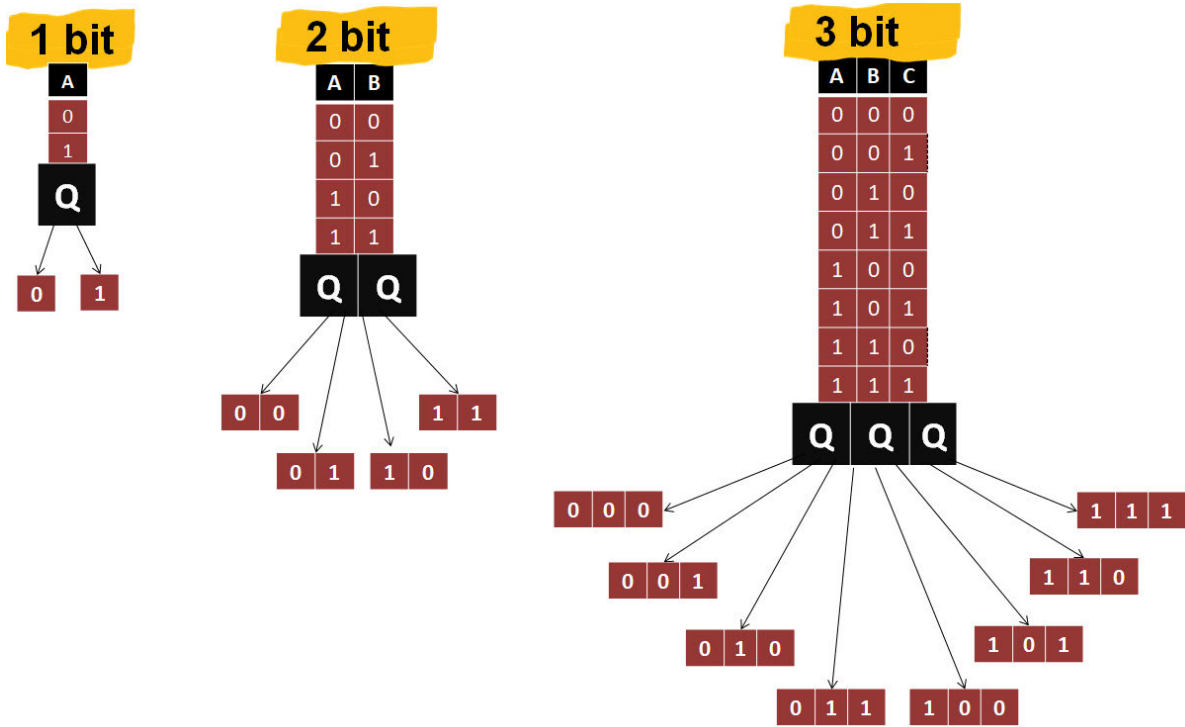 1 bit
A
0
1
Q
0 1
2 bit
A B
0 0
0 1
1 0
1 1
Q Q
0 0
0 1
1 0
1 1
3 bit
A B C
0 0 0
0 0 1
0 1 0
0 1 1
1 0 0
1 0 1
1 1 0
1 1 1
Q Q Q
0 0 0
0 0 1
0 1 0
0 1 1
1 0 0
1 0 1
1 1 0
1 1 1